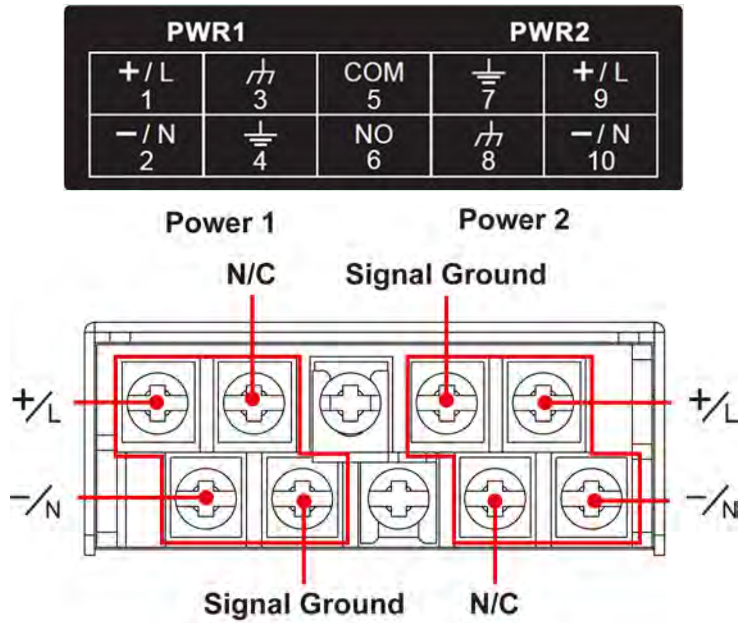 PWR1 PWR2
+/L COM +/L
1 3 5 7 9
−/N NO −/N
2 4 6 8 10
Power 1 Power 2
N/C Signal Ground
+/L +/L
−/N −/N
Signal Ground N/C